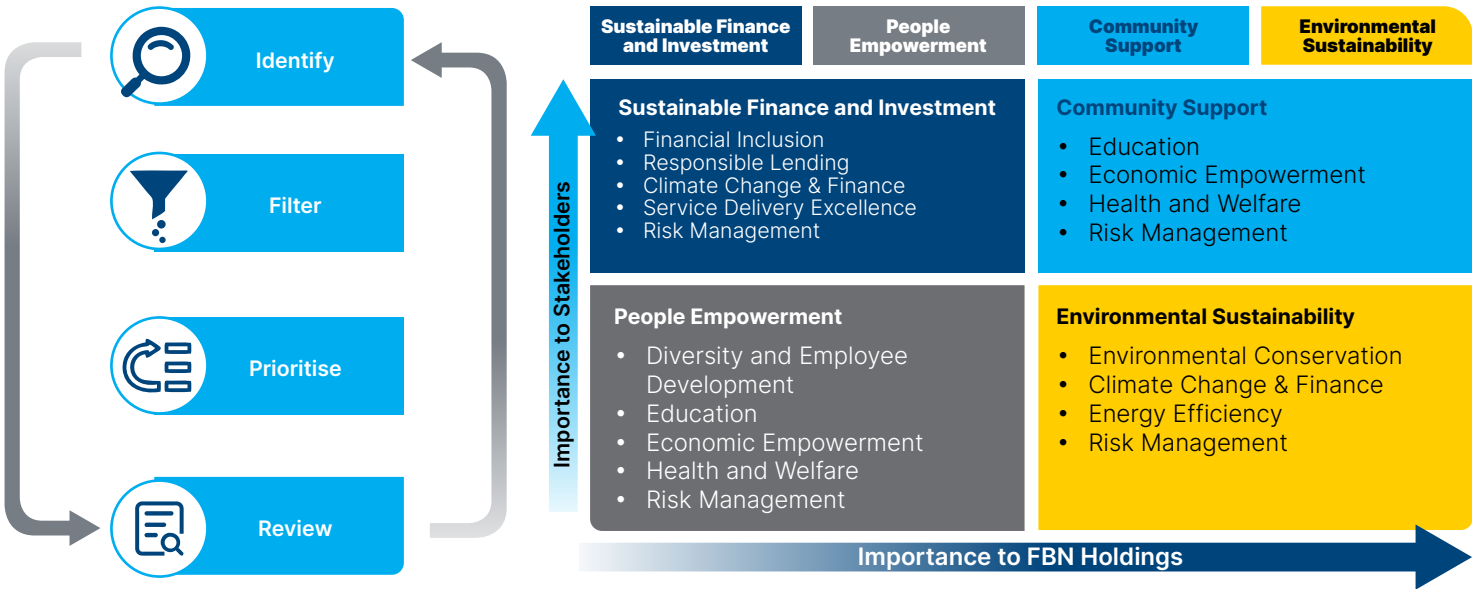 Identify
Filter
Prioritise
Review
Sustainable Finance
and Investment
People
Empowerment
Community
Support
Environmental
Sustainability
Importance to Stakeholders
Sustainable Finance and Investment
• Financial Inclusion
• Responsible Lending
• Climate Change & Finance
• Service Delivery Excellence
• Risk Management
Community Support
• Education
• Economic Empowerment
• Health and Welfare
• Risk Management
People Empowerment
• Diversity and Employee
Development
• Education
• Economic Empowerment
• Health and Welfare
• Risk Management
Environmental Sustainability
• Environmental Conservation
• Climate Change & Finance
• Energy Efficiency
• Risk Management
Importance to FBN Holdings